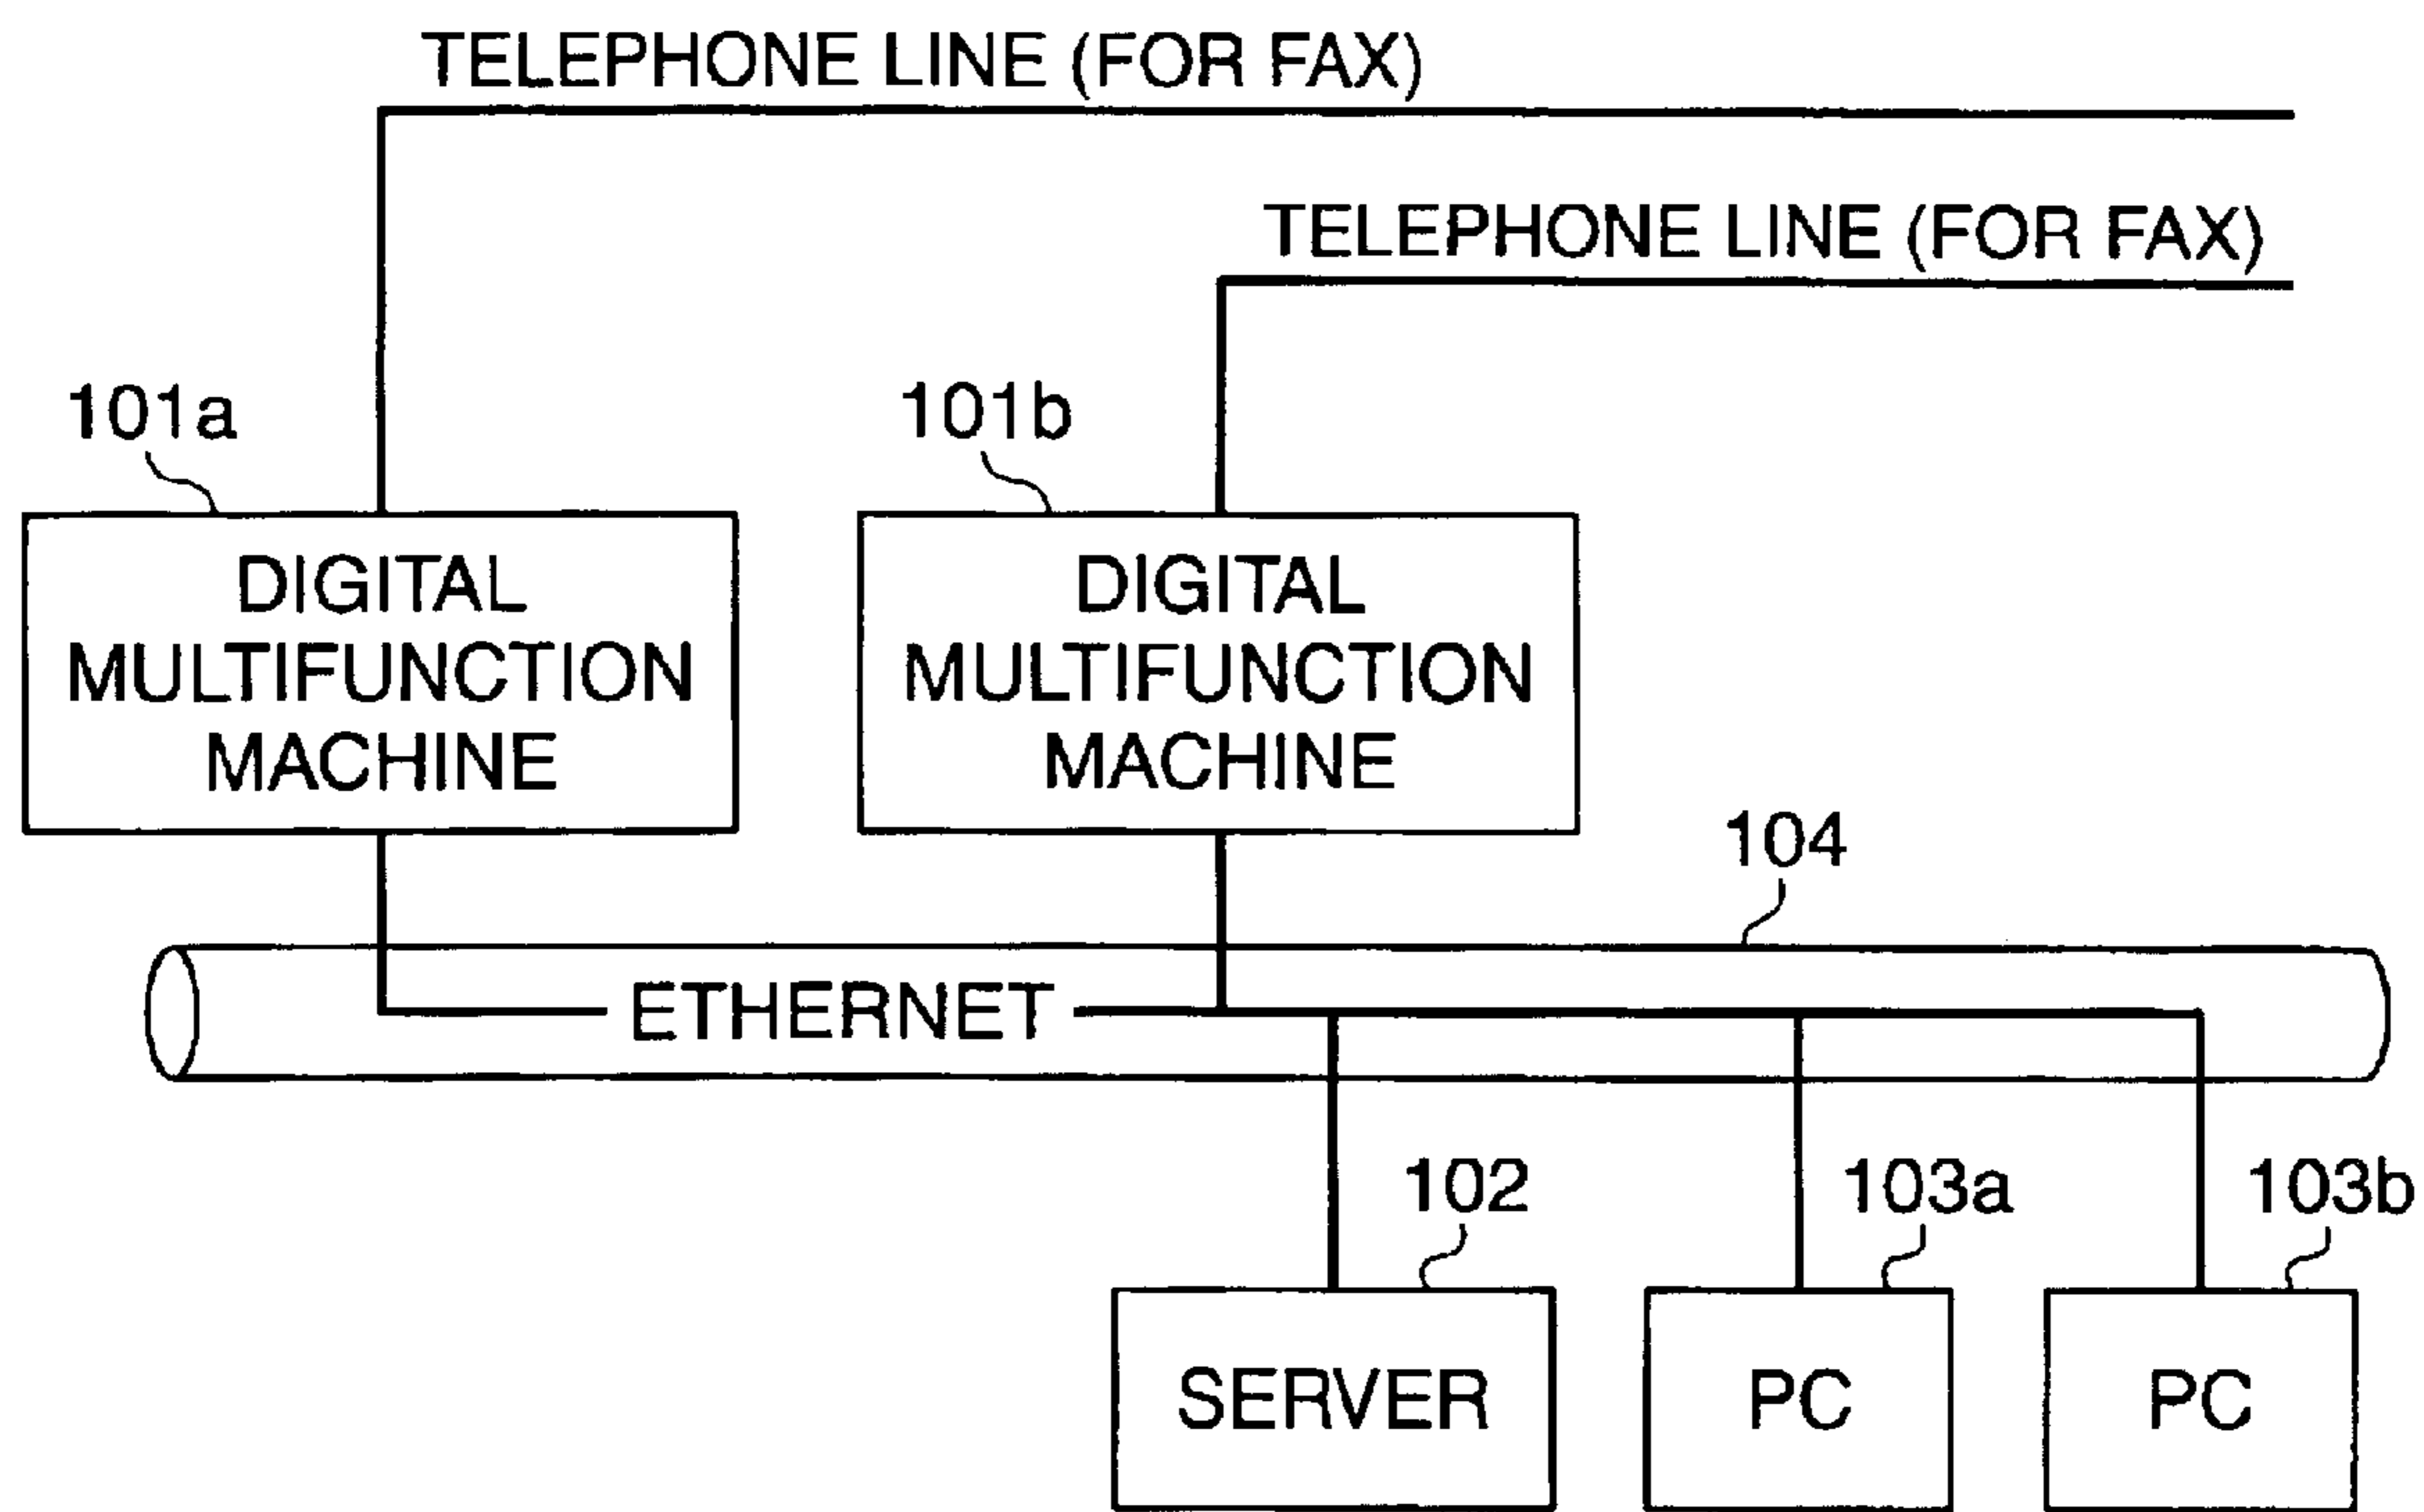 TELEPHONE LINE (FOR FAX)
TELEPHONE LINE (FOR FAX)
101a
101b
DIGITAL
MULTIFUNCTION
MACHINE
DIGITAL
MULTIFUNCTION
MACHINE
104
ETHERNET
102
103a
103b
SERVER
PC
PC